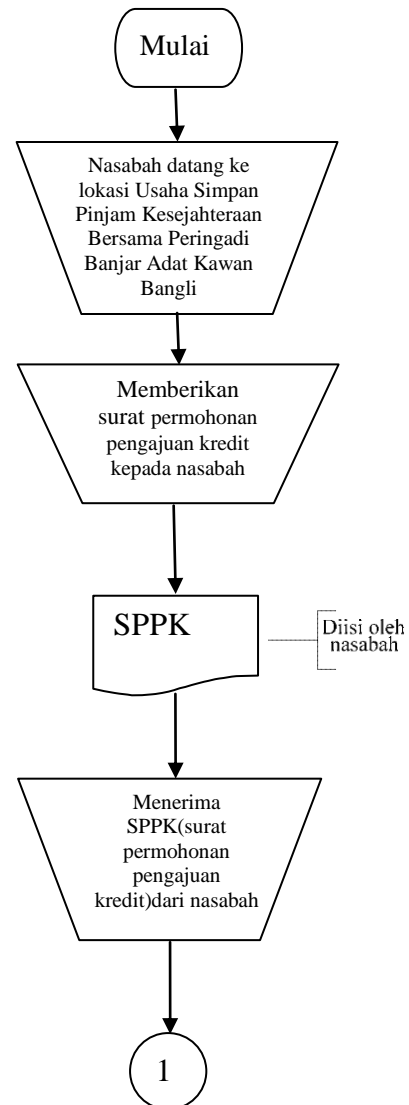 Mulai
Nasabah datang ke
lokasi Usaha Simpan
Pinjam Kesejahteraan
Bersama Peringadi
Banjar Adat Kawan
Bangli
Memberikan
surat permohonan
pengajuan kredit
kepada nasabah
SPPK
Diisi oleh
nasabah
Menerima
SPPK(surat
permohonan
pengajuan
kredit)dari nasabah
1